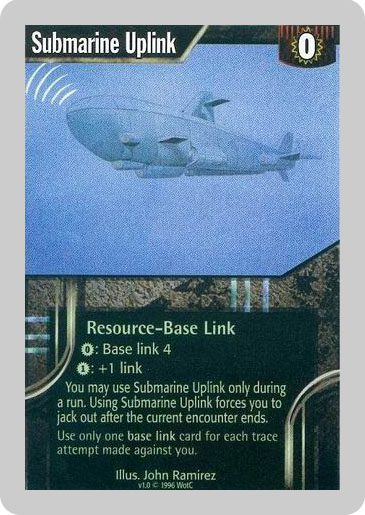 Submarine Uplink
0
Resource-Base Link
0: Base link 4
1: +1 link
You may use Submarine Uplink only during
a run. Using Submarine Uplink forces you to
jack out after the current encounter ends.
Use only one base link card for each trace
attempt made against you.
Illus. John Ramirez
v1.0 © 1996 WotC